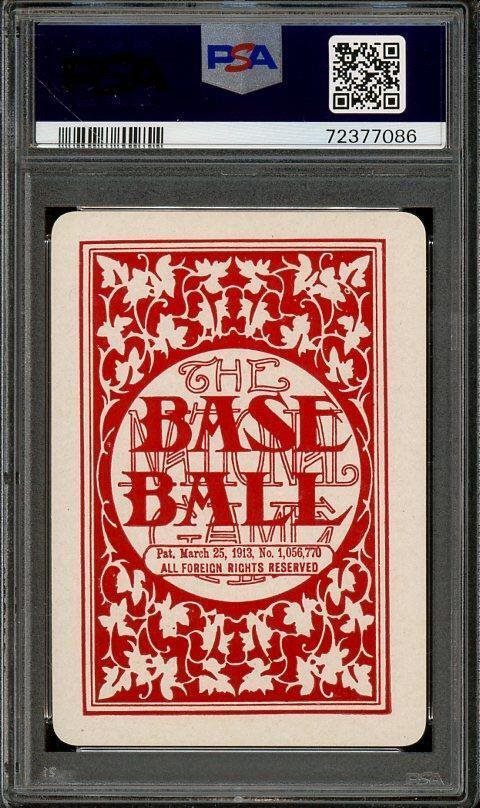 PSA
72377086
THE
BASE
NATIONAL
BALL
GAME
Pat. March 25, 1913, No. 1,056,770
ALL FOREIGN RIGHTS RESERVED
PSA